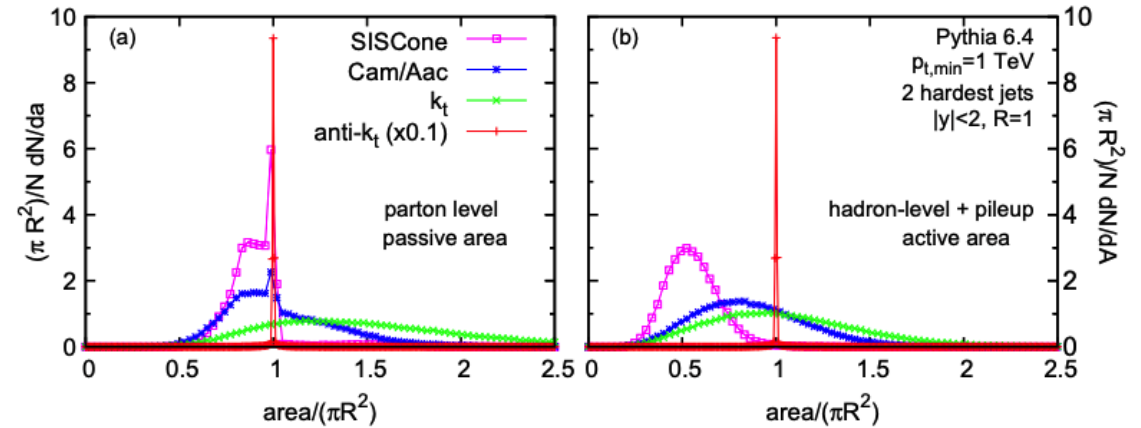 (a)
SISCone
Cam/Aac
k_t
anti-k_t (x0.1)
parton level
passive area
(π R²)/N dN/da
10
8
6
4
2
0
0 0.5 1 1.5 2 2.5
area/(πR²)
(b)
Pythia 6.4
p_t,min=1 TeV
2 hardest jets
|y|<2, R=1
hadron-level + pileup
active area
(π R²)/N dN/dA
10
8
6
4
2
0
0 0.5 1 1.5 2 2.5
area/(πR²)